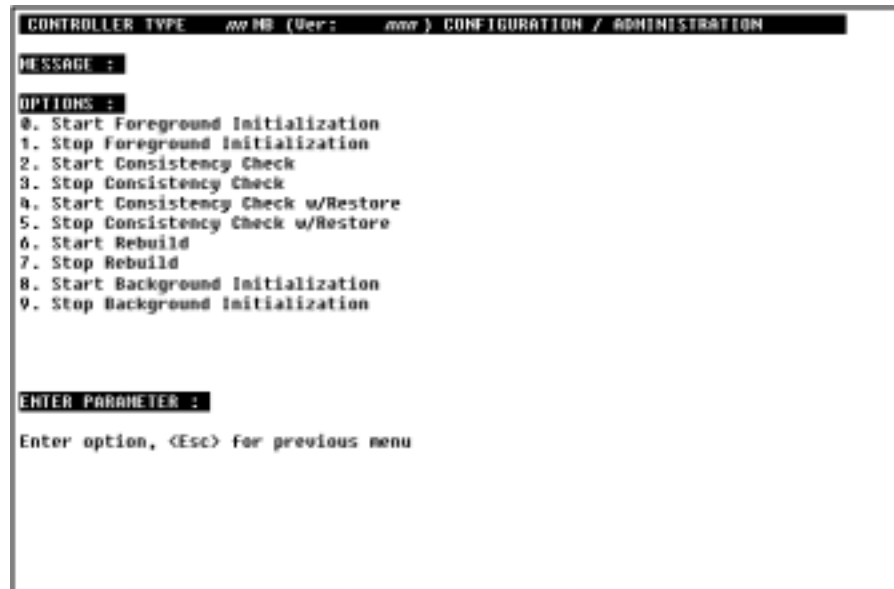 CONTROLLER TYPE nn MB (Ver: nnn ) CONFIGURATION / ADMINISTRATION
MESSAGE :
OPTIONS :
0. Start Foreground Initialization
1. Stop Foreground Initialization
2. Start Consistency Check
3. Stop Consistency Check
4. Start Consistency Check w/Restore
5. Stop Consistency Check w/Restore
6. Start Rebuild
7. Stop Rebuild
8. Start Background Initialization
9. Stop Background Initialization
ENTER PARAMETER :
Enter option, <Esc> for previous menu